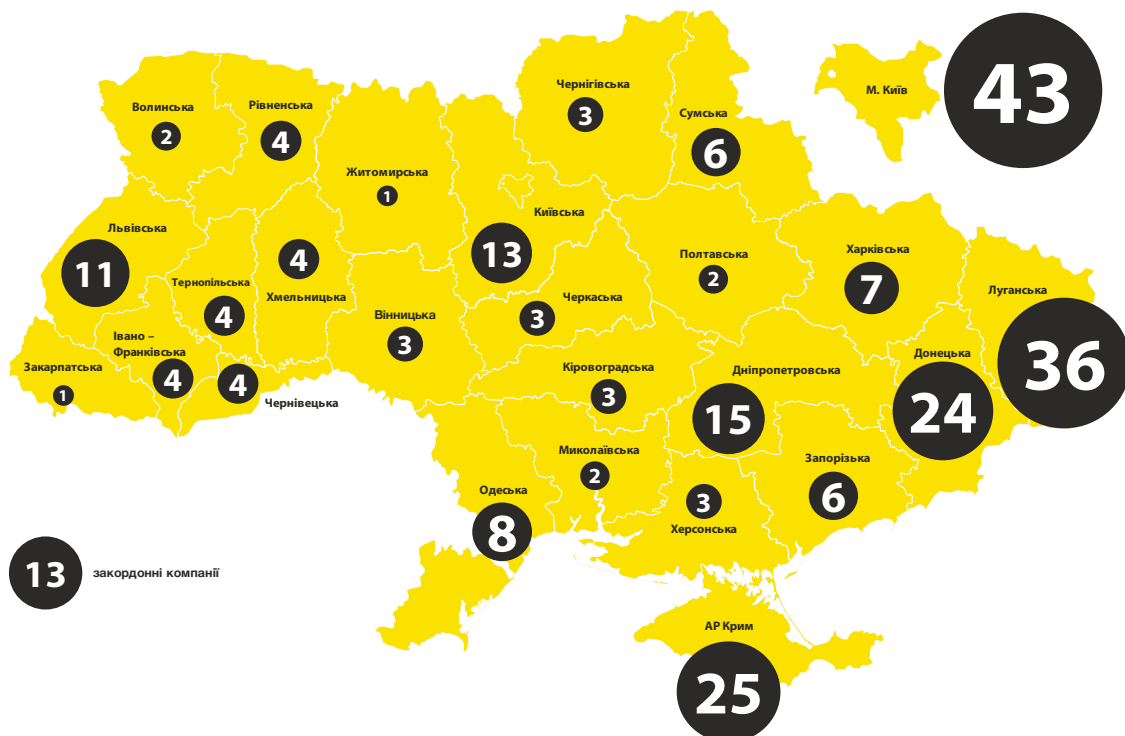 43
М. Київ
Чернігівська
3
Сумська
6
Волинська
2
Рівненська
4
Житомирська
1
Київська
13
Львівська
11
Хмельницька
4
Тернопільська
4
Полтавська
2
Харківська
7
Луганська
36
Черкаська
3
Вінницька
3
Івано –
Франківська
4
Закарпатська
1
4
Чернівецька
Кіровоградська
3
Дніпропетровська
15
Донецька
24
Миколаївська
2
Запорізька
6
Одеська
8
3
Херсонська
13
закордонні компанії
АР Крим
25